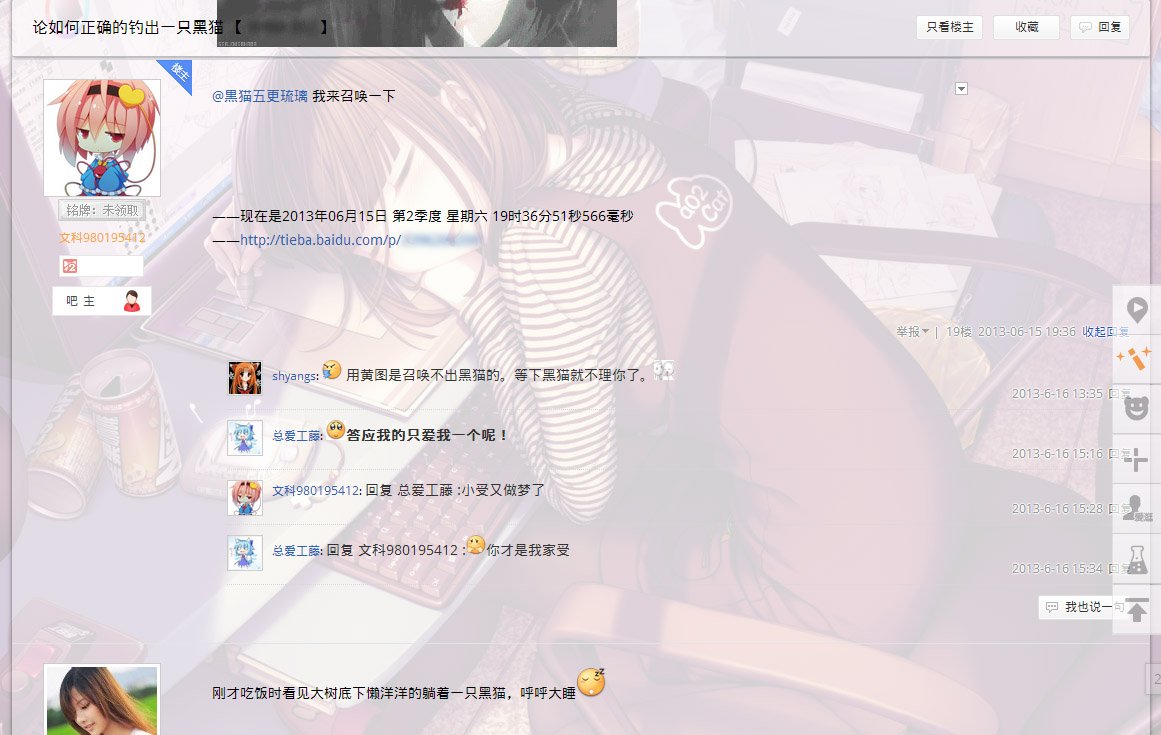 论如何正确的钓出一只黑猫【 】
只看楼主
收藏
回复
楼主
@黑猫五更琉璃 我来召唤一下
do2
cat
铭牌：未领取
文科980195412
——现在是2013年06月15日 第2季度 星期六 19时36分51秒566毫秒
——http://tieba.baidu.com/p/
12
吧 主
举报 | 19楼 2013-06-15 19:36 收起回复
shyangs: 用黄图是召唤不出黑猫的。等下黑猫就不理你了。
2013-6-16 13:35 回复
总爱工藤: 答应我的只爱我一个呢！
2013-6-16 15:16 回复
爱逛
文科980195412: 回复 总爱工藤 :小受又做梦了
2013-6-16 15:28 回复
总爱工藤: 回复 文科980195412 : 你才是我家受
2013-6-16 15:34 回复
我也说一句
刚才吃饭时看见大树底下懒洋洋的躺着一只黑猫，呼呼大睡